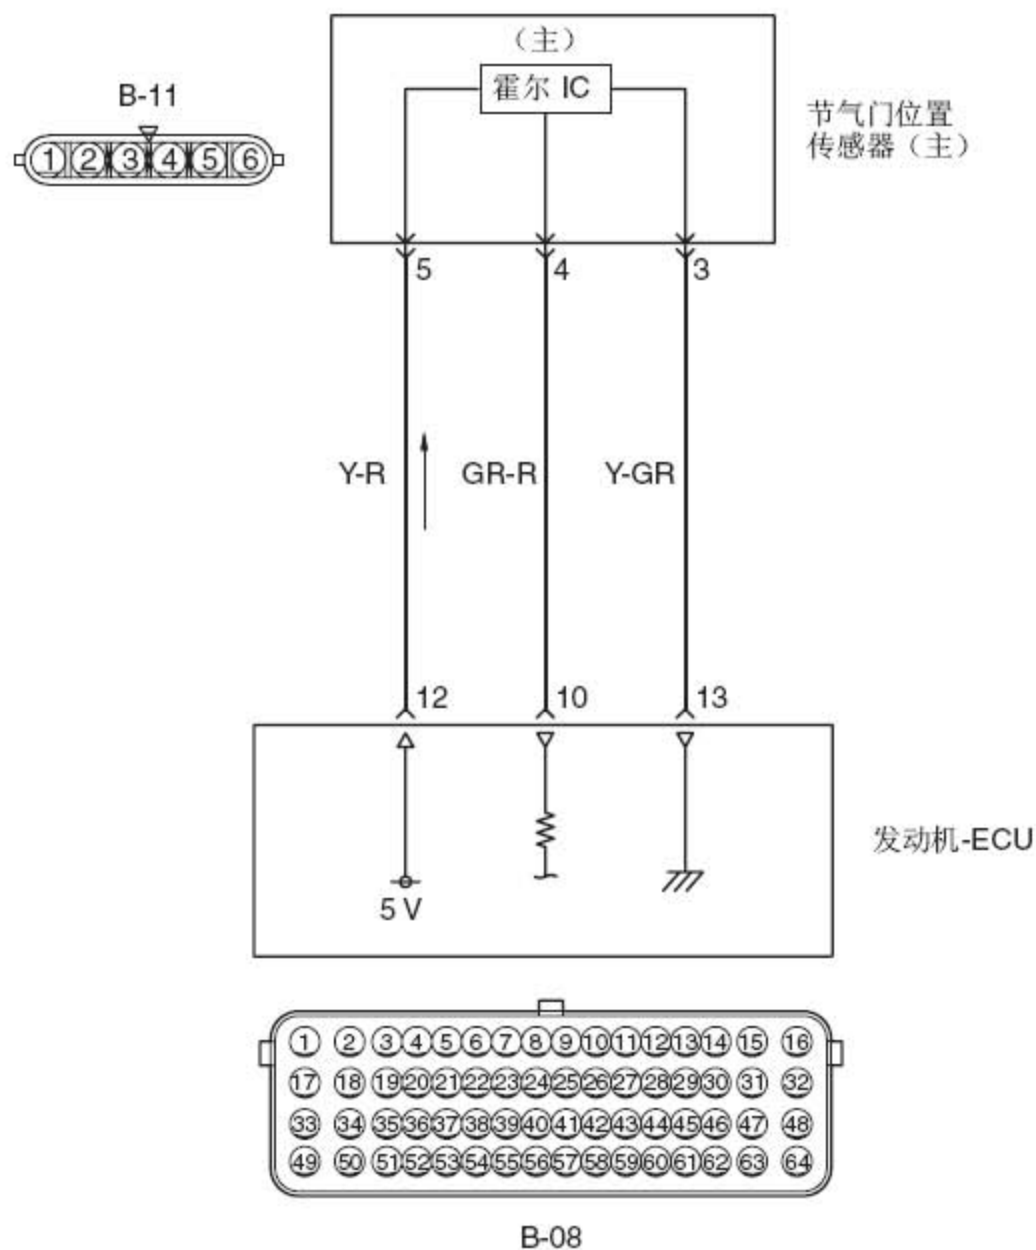 （主）
霍尔 IC
B-11
1 2 3 4 5 6
节气门位置
传感器（主）
5 4 3
Y-R GR-R Y-GR
12 10 13
发动机-ECU
5 V
1 2 3 4 5 6 7 8 9 10 11 12 13 14 15 16
17 18 19 20 21 22 23 24 25 26 27 28 29 30 31 32
33 34 35 36 37 38 39 40 41 42 43 44 45 46 47 48
49 50 51 52 53 54 55 56 57 58 59 60 61 62 63 64
B-08